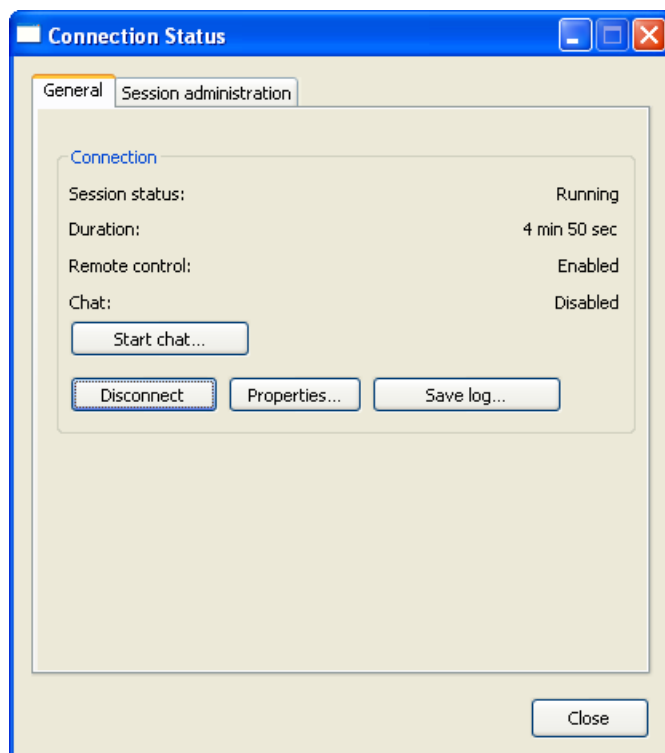 Connection Status
General Session administration
Connection
Session status: Running
Duration: 4 min 50 sec
Remote control: Enabled
Chat: Disabled
Start chat...
Disconnect Properties... Save log...
Close